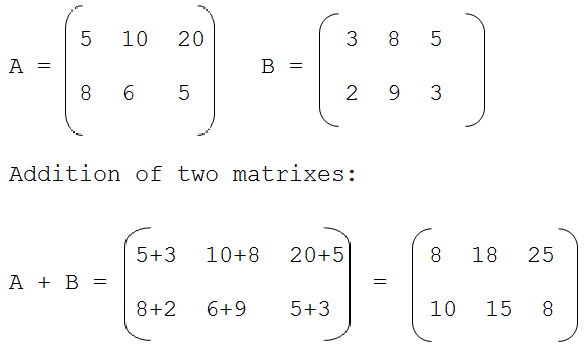 5 10 20 3 8 5
A = B =
8 6 5 2 9 3
Addition of two matrixes:
5+3 10+8 20+5 8 18 25
A + B = =
8+2 6+9 5+3 10 15 8